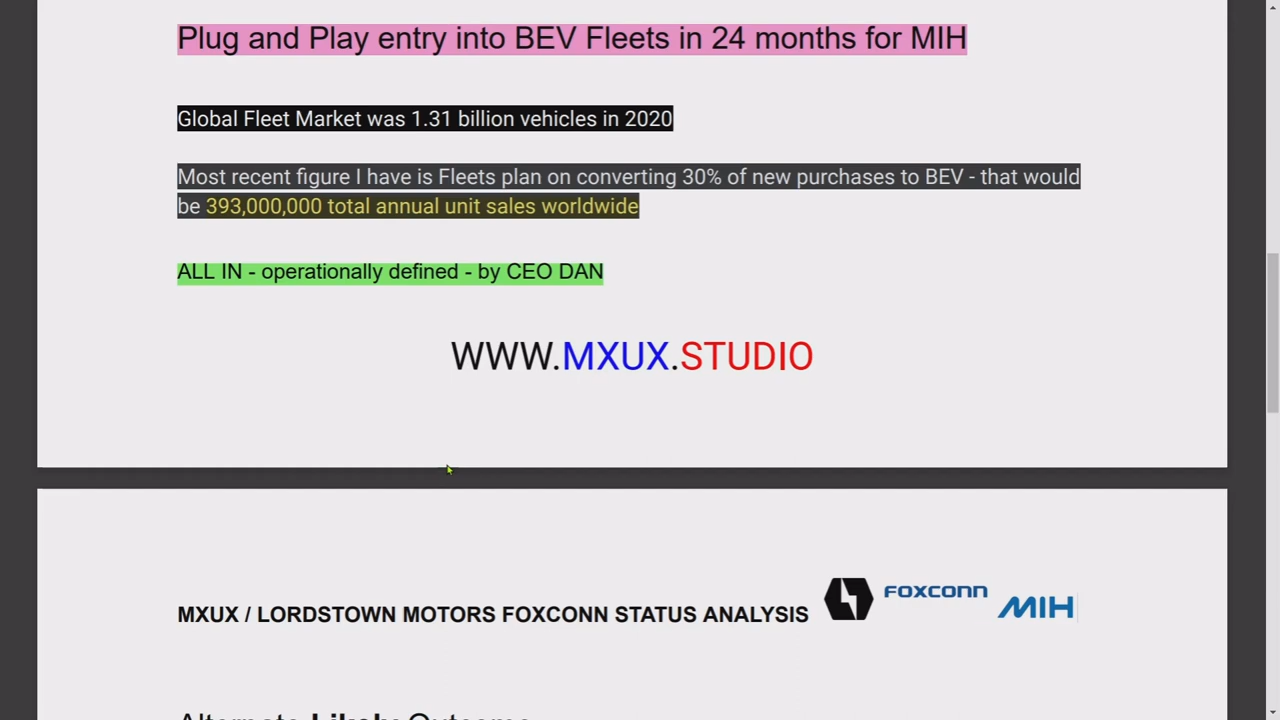 Plug and Play entry into BEV Fleets in 24 months for MIH
Global Fleet Market was 1.31 billion vehicles in 2020
Most recent figure I have is Fleets plan on converting 30% of new purchases to BEV - that would
be 393,000,000 total annual unit sales worldwide
ALL IN - operationally defined - by CEO DAN
WWW.MXUX.STUDIO
MXUX / LORDSTOWN MOTORS FOXCONN STATUS ANALYSIS
FOXCONN
MIH
Alternate Likely Outcome